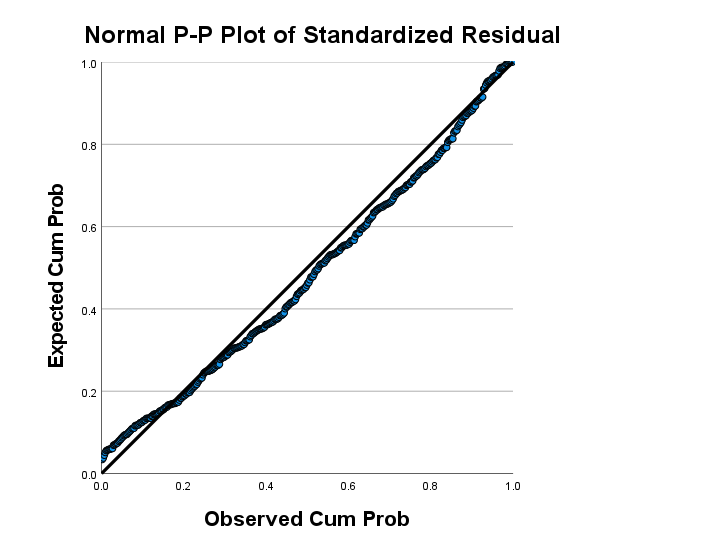 Normal P-P Plot of Standardized Residual
1.0
0.8
0.6
0.4
0.2
0.0
Expected Cum Prob
0.0 0.2 0.4 0.6 0.8 1.0
Observed Cum Prob